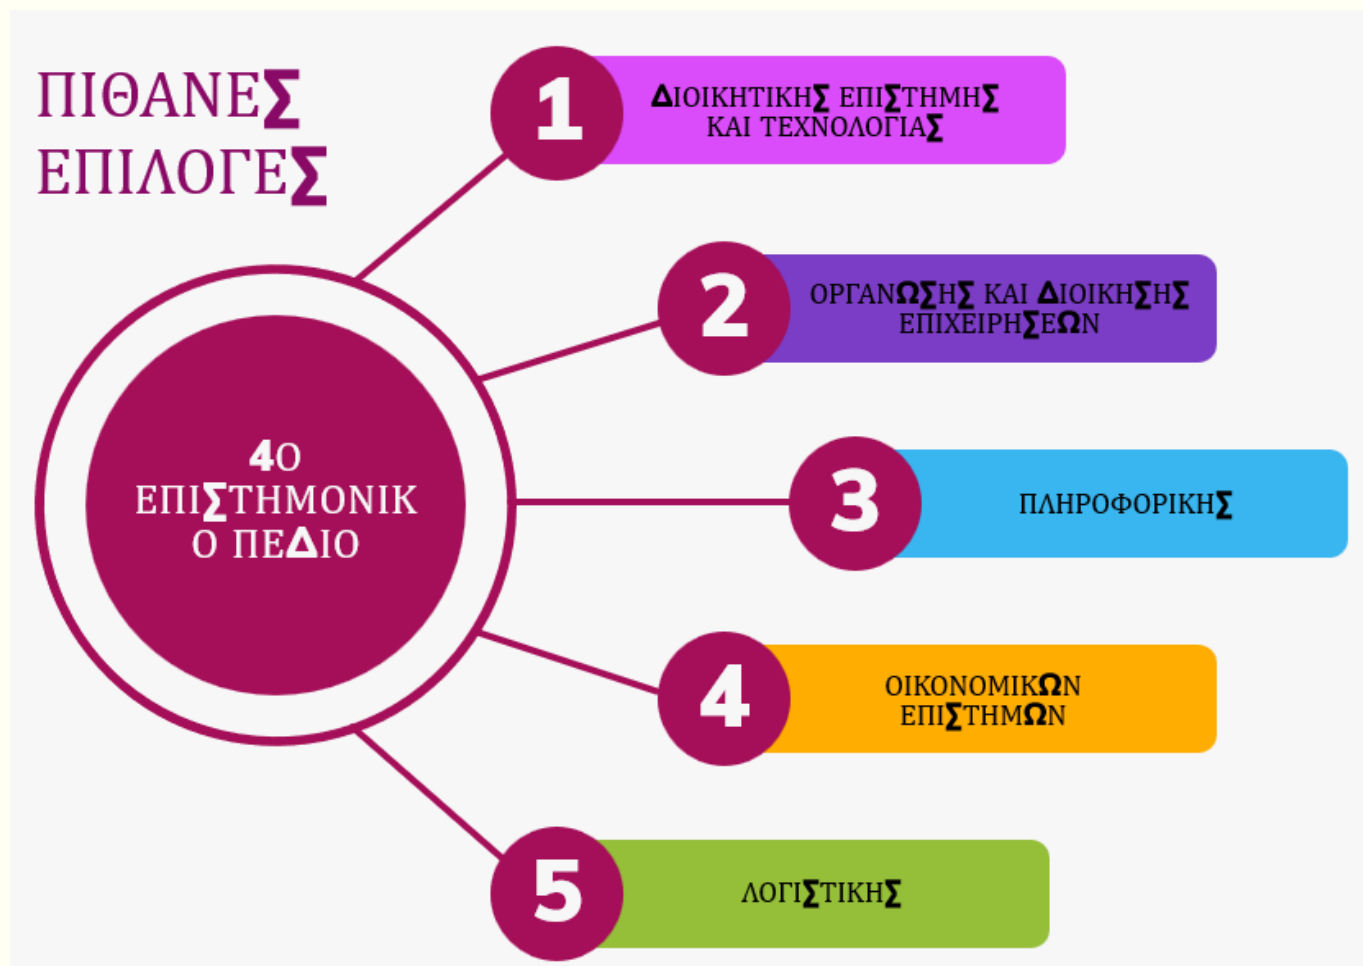 ΠΙΘΑΝΕΣ
ΕΠΙΛΟΓΕΣ
4Ο
ΕΠΙΣΤΗΜΟΝΙΚ
Ο ΠΕΔΙΟ
1
ΔΙΟΙΚΗΤΙΚΗΣ ΕΠΙΣΤΗΜΗΣ
ΚΑΙ ΤΕΧΝΟΛΟΓΙΑΣ
2
ΟΡΓΑΝΩΣΗΣ ΚΑΙ ΔΙΟΙΚΗΣΗΣ
ΕΠΙΧΕΙΡΗΣΕΩΝ
3
ΠΛΗΡΟΦΟΡΙΚΗΣ
4
ΟΙΚΟΝΟΜΙΚΩΝ
ΕΠΙΣΤΗΜΩΝ
5
ΛΟΓΙΣΤΙΚΗΣ